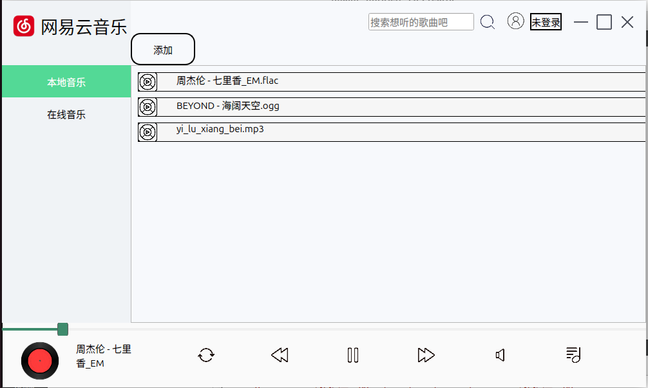 网易云音乐
搜索想听的歌曲吧
未登录
添加
本地音乐
在线音乐
周杰伦 - 七里香_EM.flac
BEYOND - 海阔天空.ogg
yi_lu_xiang_bei.mp3
周杰伦 - 七里
香_EM